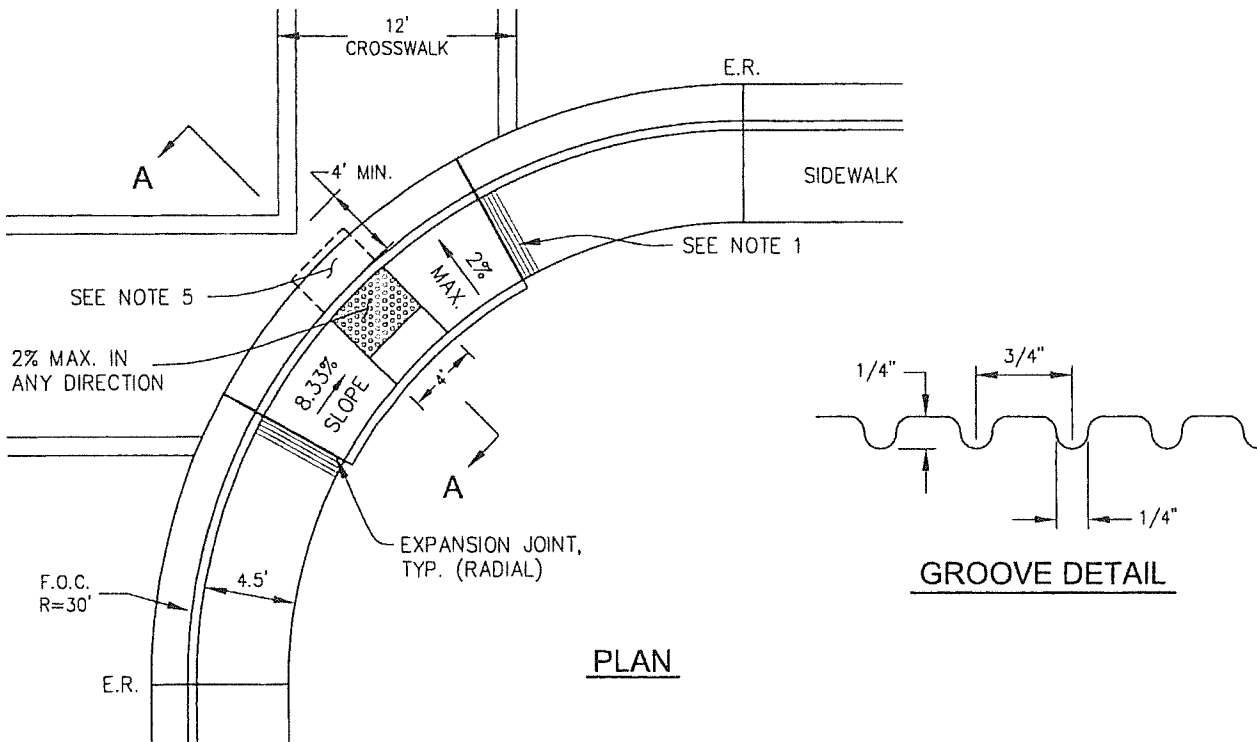 12'
CROSSWALK
E.R.
A
4' MIN.
SIDEWALK
SEE NOTE 1
2%
MAX.
SEE NOTE 5
2% MAX. IN
ANY DIRECTION
8.33%
SLOPE
4'
A
EXPANSION JOINT,
TYP. (RADIAL)
F.O.C.
R=30'
4.5'
E.R.
PLAN
1/4"
3/4"
1/4"
GROOVE DETAIL